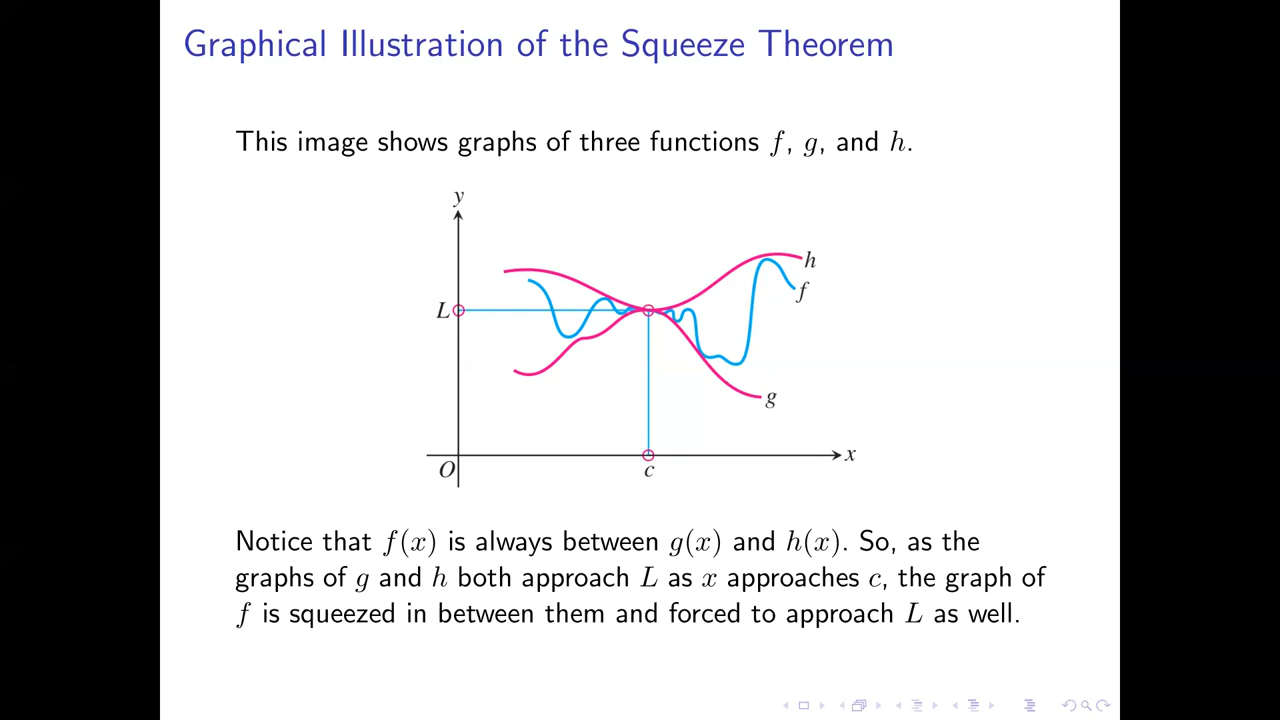 Graphical Illustration of the Squeeze Theorem
This image shows graphs of three functions f, g, and h.
y
h
f
L
g
x
O
c
Notice that f(x) is always between g(x) and h(x). So, as the
graphs of g and h both approach L as x approaches c, the graph of
f is squeezed in between them and forced to approach L as well.